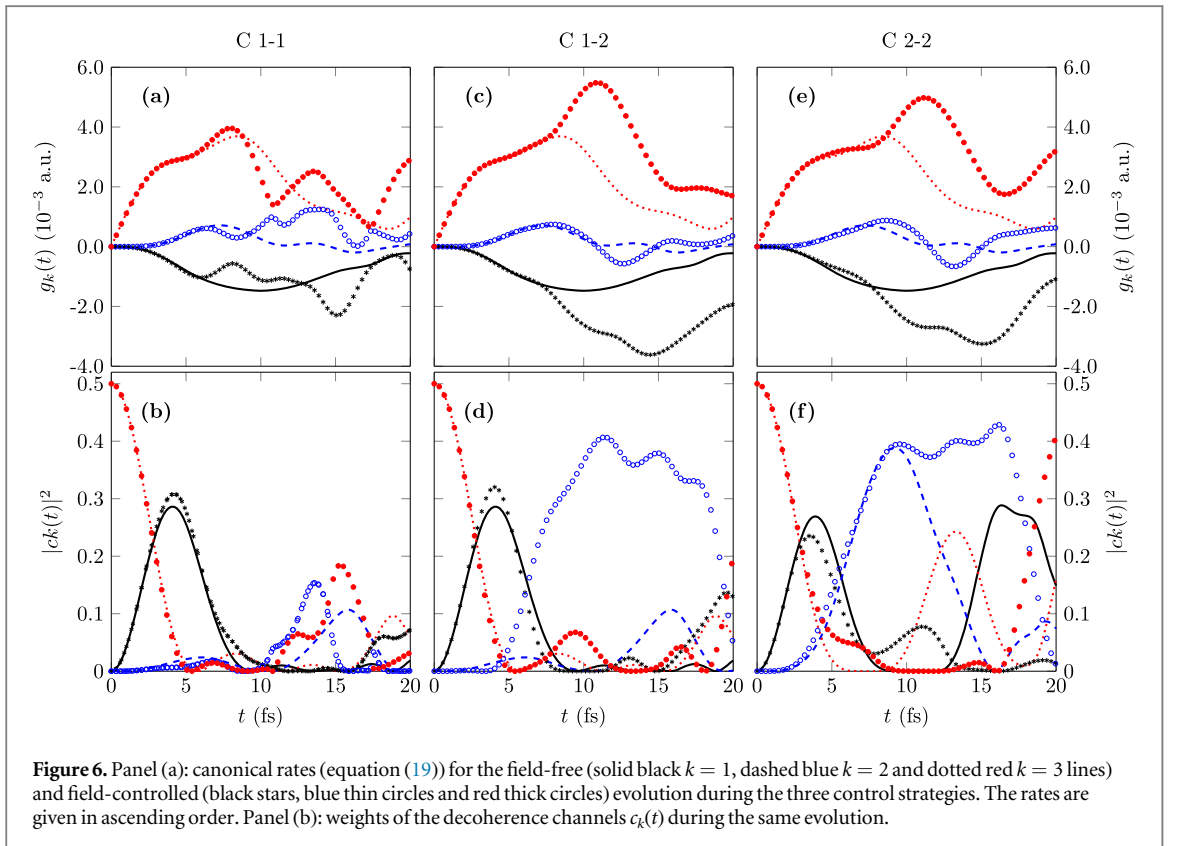 C 1-1
C 1-2
C 2-2
6.0
4.0
2.0
0.0
-2.0
-4.0
g_k(t) (10^{-3} a.u.)
(a)
(c)
(e)
6.0
4.0
2.0
0.0
-2.0
-4.0
g_k(t) (10^{-3} a.u.)
0.5
0.4
0.3
0.2
0.1
0
|ck(t)|^2
(b)
(d)
(f)
0.5
0.4
0.3
0.2
0.1
0
|ck(t)|^2
0 5 10 15 20
0 5 10 15 20
0 5 10 15 20
t (fs)
t (fs)
t (fs)
Figure 6. Panel (a): canonical rates (equation (19)) for the field-free (solid black k = 1, dashed blue k = 2 and dotted red k = 3 lines)
and field-controlled (black stars, blue thin circles and red thick circles) evolution during the three control strategies. The rates are
given in ascending order. Panel (b): weights of the decoherence channels c_k(t) during the same evolution.